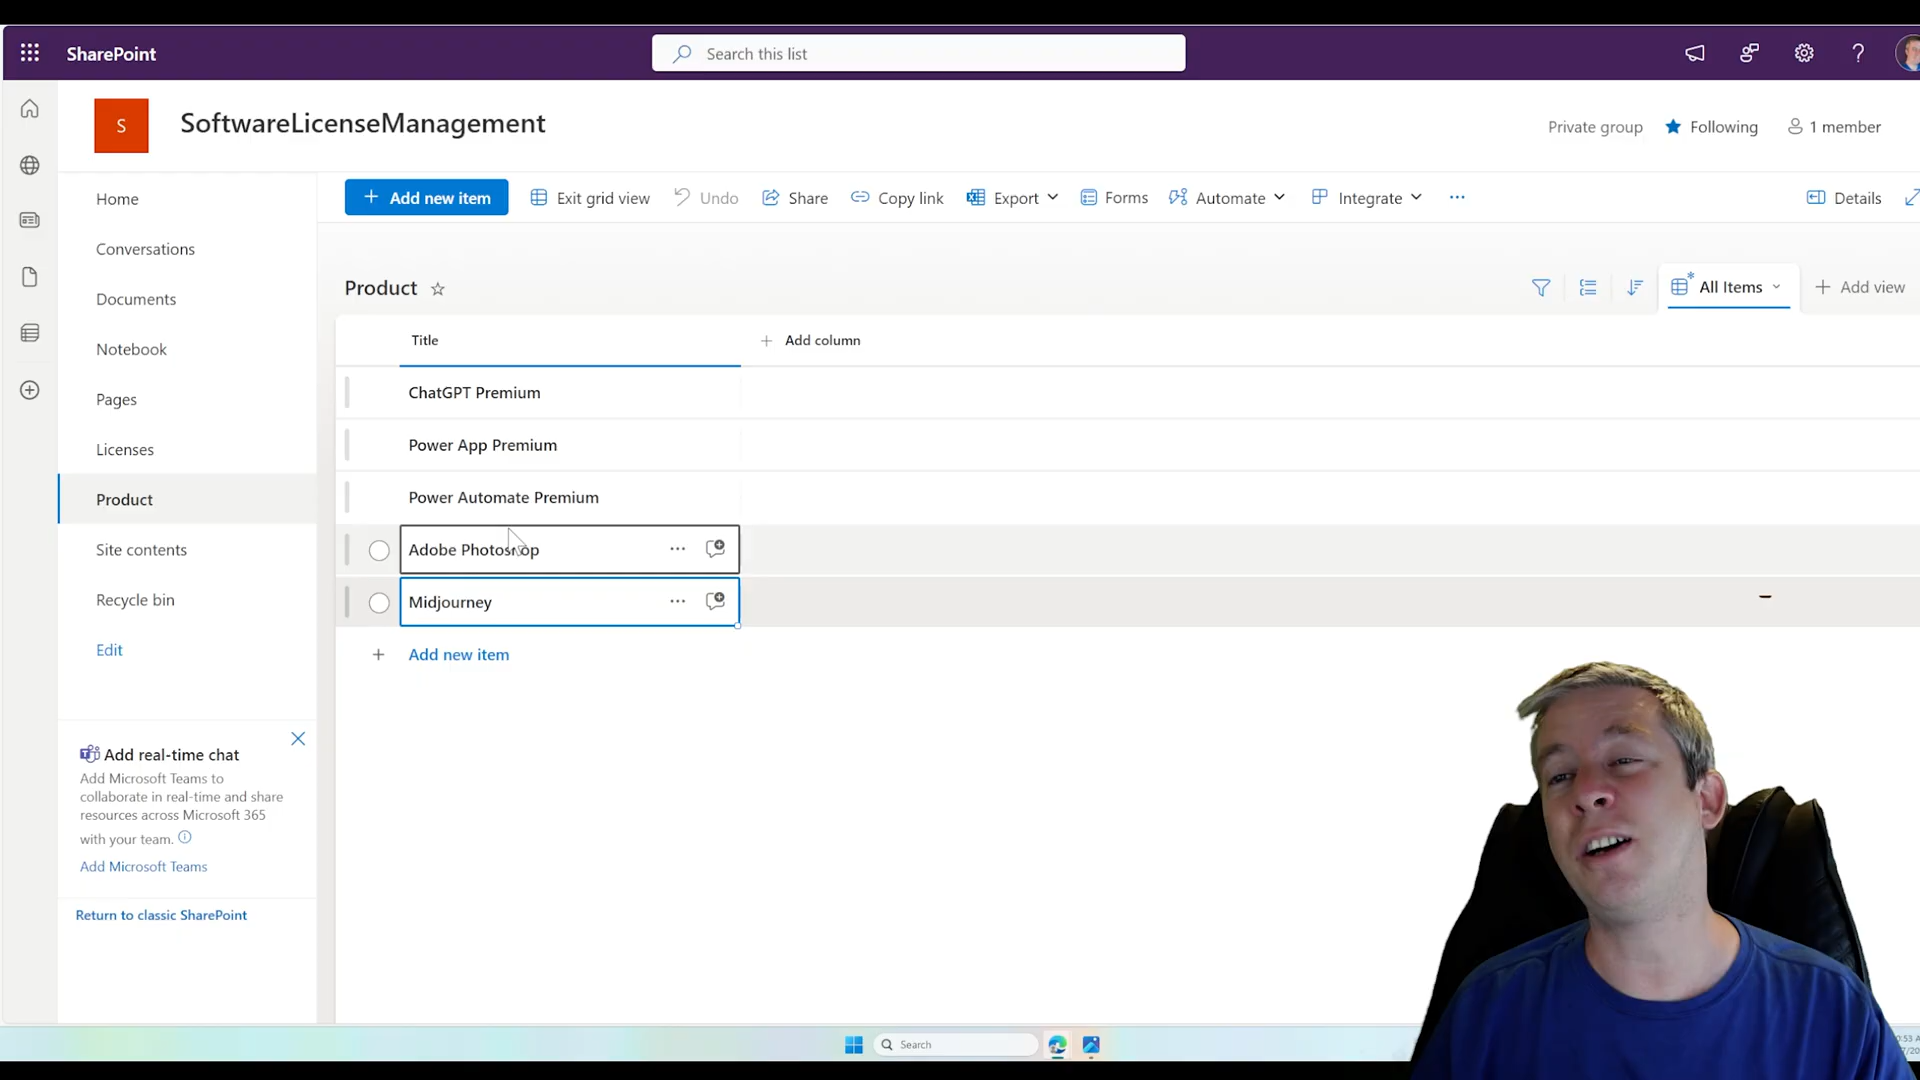 SharePoint
Search this list
S
SoftwareLicenseManagement
Private group
Following
1 member
Home
Conversations
Documents
Notebook
Pages
Licenses
Product
Site contents
Recycle bin
Edit
Add real-time chat
Add Microsoft Teams to
collaborate in real-time and share
resources across Microsoft 365
with your team.
Add Microsoft Teams
Return to classic SharePoint
+ Add new item
Exit grid view
Undo
Share
Copy link
Export
Forms
Automate
Integrate
...
Details
Product
All Items
+ Add view
Title
+ Add column
ChatGPT Premium
Power App Premium
Power Automate Premium
Adobe Photoshop
Midjourney
+ Add new item
Search